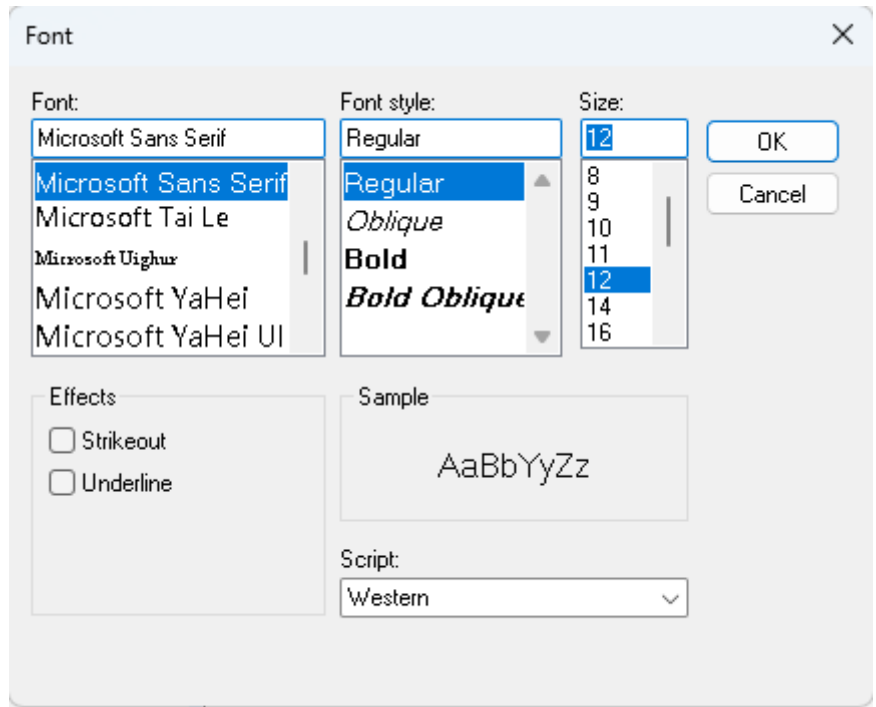 Font
Font:
Microsoft Sans Serif
Microsoft Sans Serif
Microsoft Tai Le
Microsoft Uighur
Microsoft YaHei
Microsoft YaHei UI
Font style:
Regular
Regular
Oblique
Bold
Bold Oblique
Size:
12
8
9
10
11
12
14
16
OK
Cancel
Effects
Strikeout
Underline
Sample
AaBbYyZz
Script:
Western